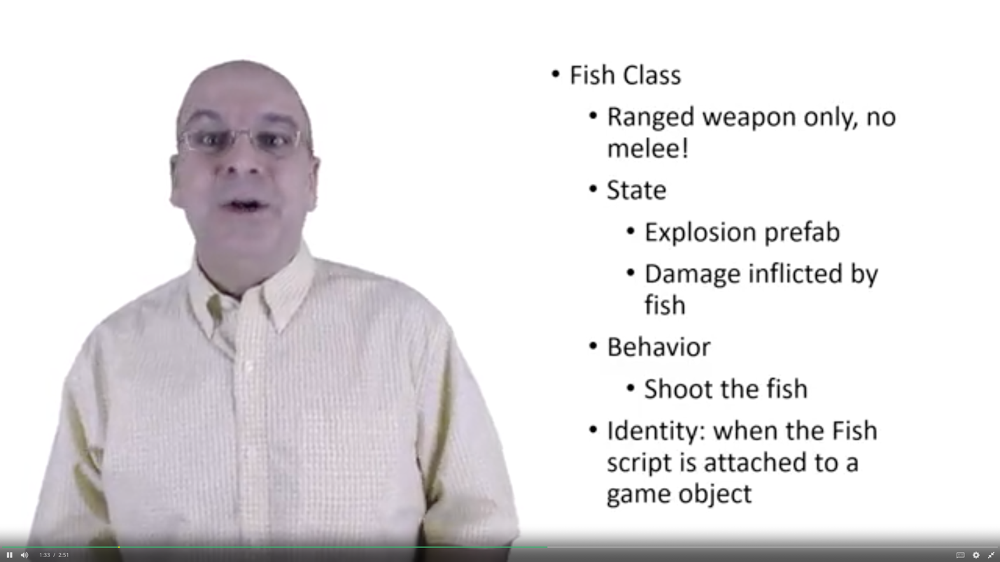 • Fish Class
• Ranged weapon only, no
melee!
• State
• Explosion prefab
• Damage inflicted by
fish
• Behavior
• Shoot the fish
• Identity: when the Fish
script is attached to a
game object
1:33 / 2:51